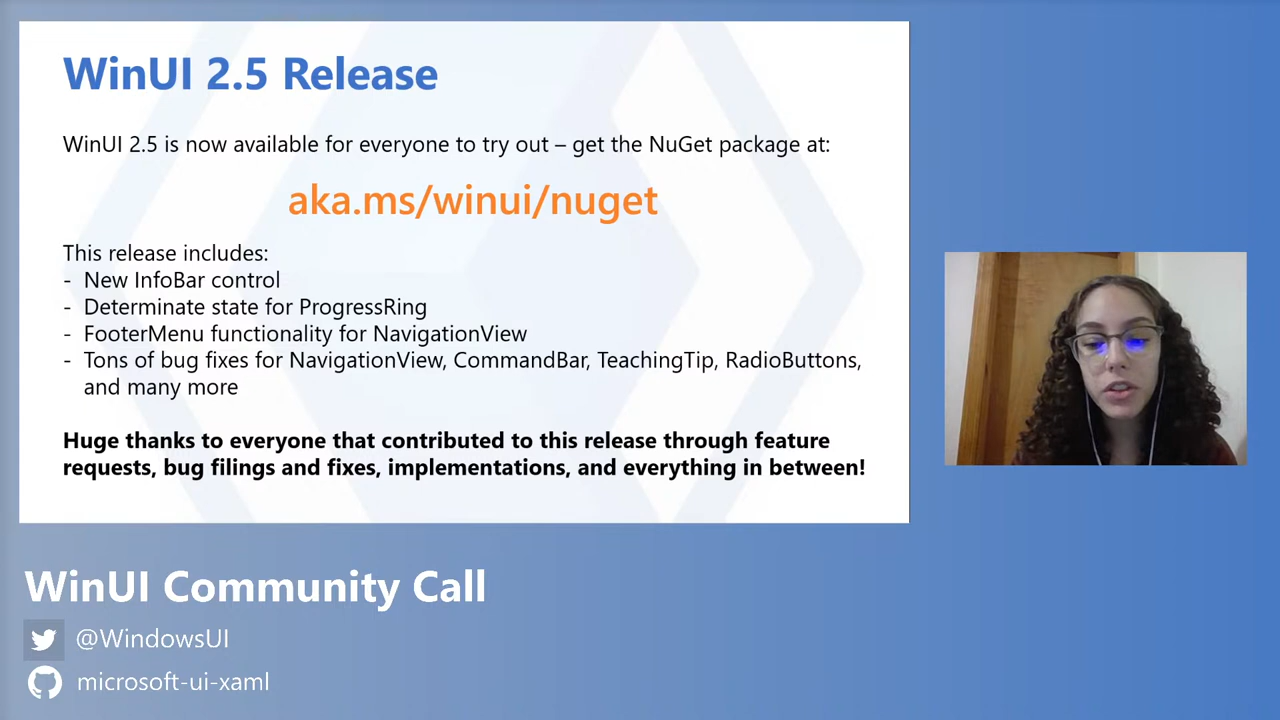 WinUI 2.5 Release
WinUI 2.5 is now available for everyone to try out – get the NuGet package at:
aka.ms/winui/nuget
This release includes:
- New InfoBar control
- Determinate state for ProgressRing
- FooterMenu functionality for NavigationView
- Tons of bug fixes for NavigationView, CommandBar, TeachingTip, RadioButtons,
and many more
Huge thanks to everyone that contributed to this release through feature
requests, bug filings and fixes, implementations, and everything in between!
WinUI Community Call
@WindowsUI
microsoft-ui-xaml